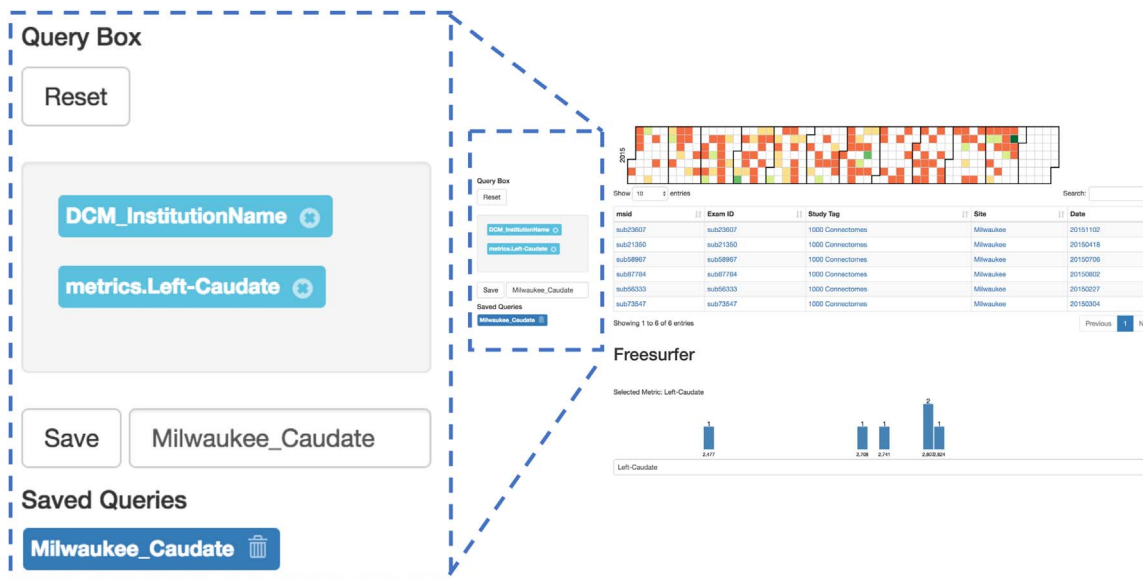 Query Box
Reset
DCM_InstitutionName
metrics.Left-Caudate
Save Milwaukee_Caudate
Saved Queries
Milwaukee_Caudate
Query Box
Reset
DCM_InstitutionName
metrics.Left-Caudate
Save Milwaukee_Caudate
Saved Queries
Milwaukee_Caudate
2015
Show 10 entries Search:
msid Exam ID Study Tag Site Date
sub23607 sub23607 1000 Connectomes Milwaukee 20151102
sub21350 sub21350 1000 Connectomes Milwaukee 20150418
sub58967 sub58967 1000 Connectomes Milwaukee 20150706
sub87784 sub87784 1000 Connectomes Milwaukee 20150802
sub56333 sub56333 1000 Connectomes Milwaukee 20150227
sub73547 sub73547 1000 Connectomes Milwaukee 20150304
Showing 1 to 6 of 6 entries Previous 1 N
Freesurfer
Selected Metric: Left-Caudate
1 1 1 2 1
2,477 2,708 2,741
Left-Caudate